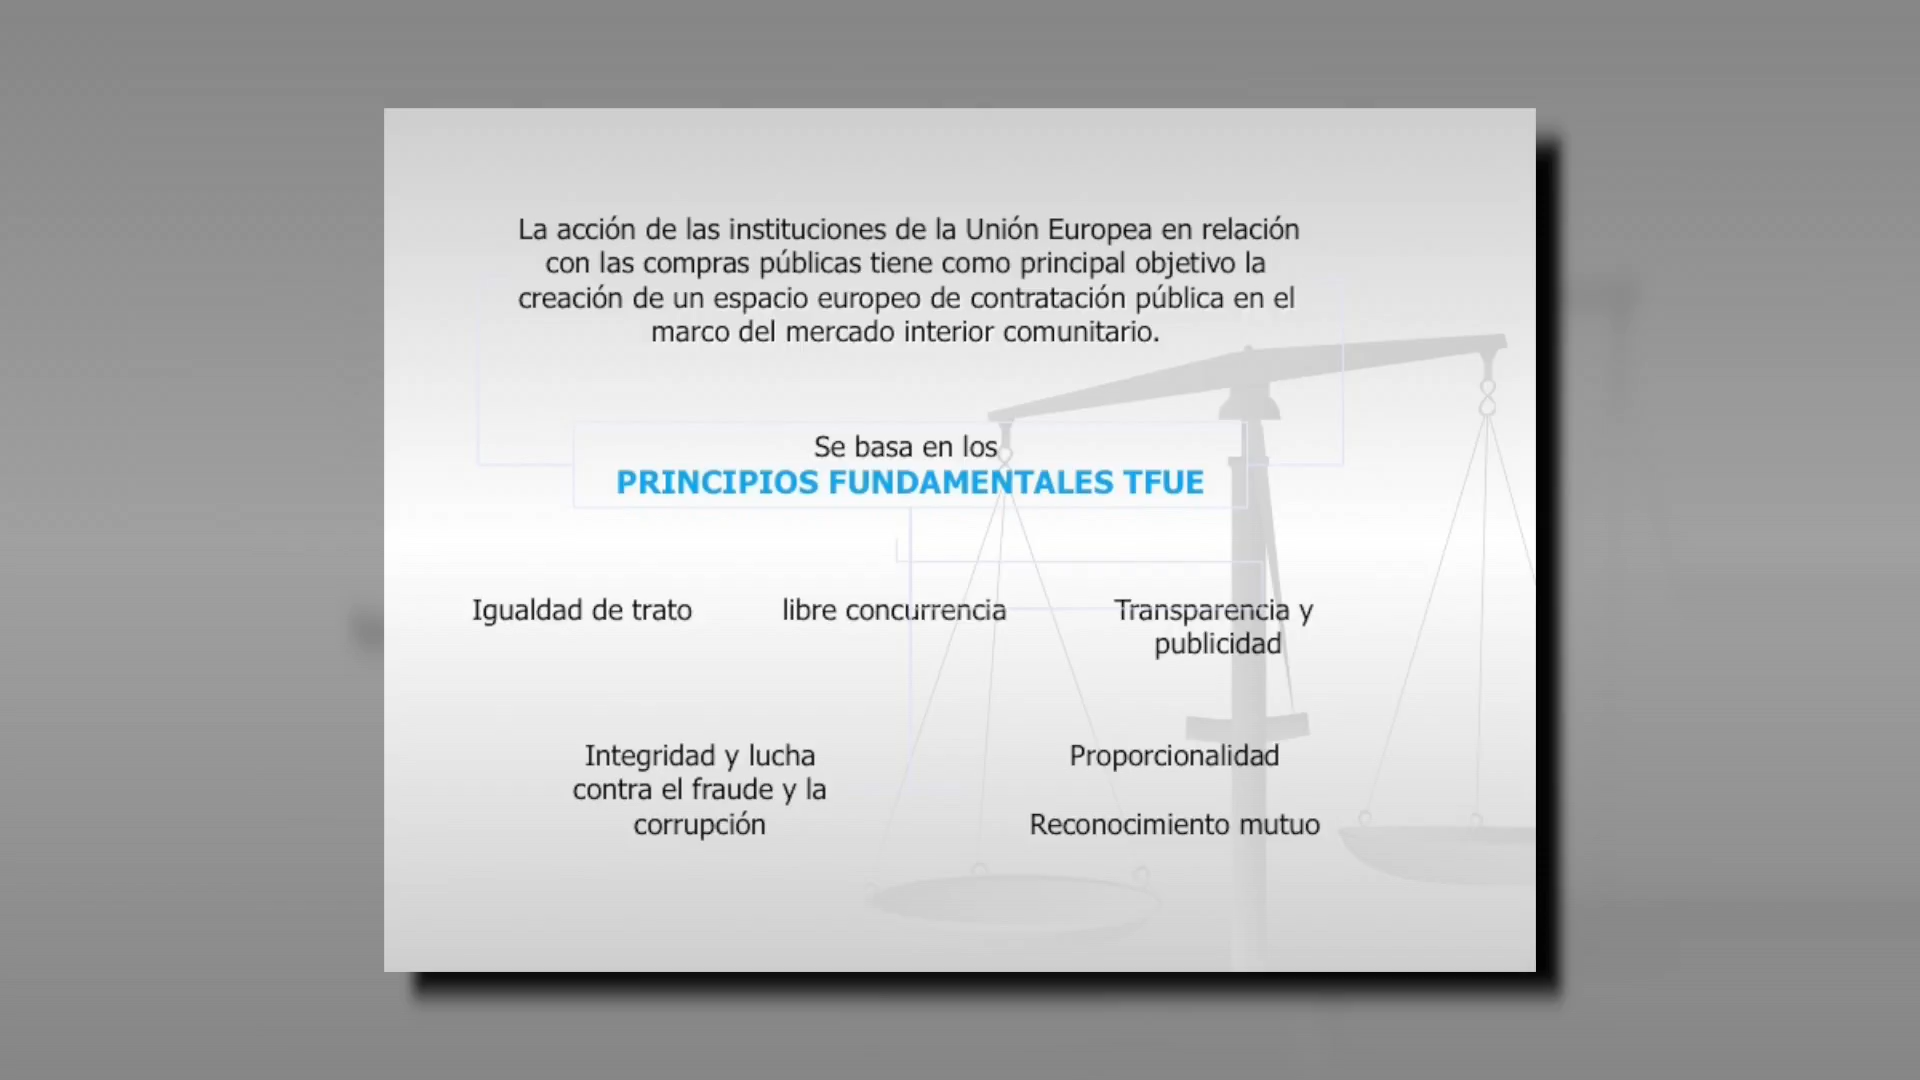 La acción de las instituciones de la Unión Europea en relación
con las compras públicas tiene como principal objetivo la
creación de un espacio europeo de contratación pública en el
marco del mercado interior comunitario.
Se basa en los
PRINCIPIOS FUNDAMENTALES TFUE
Igualdad de trato
libre concurrencia
Transparencia y
publicidad
Integridad y lucha
contra el fraude y la
corrupción
Proporcionalidad
Reconocimiento mutuo